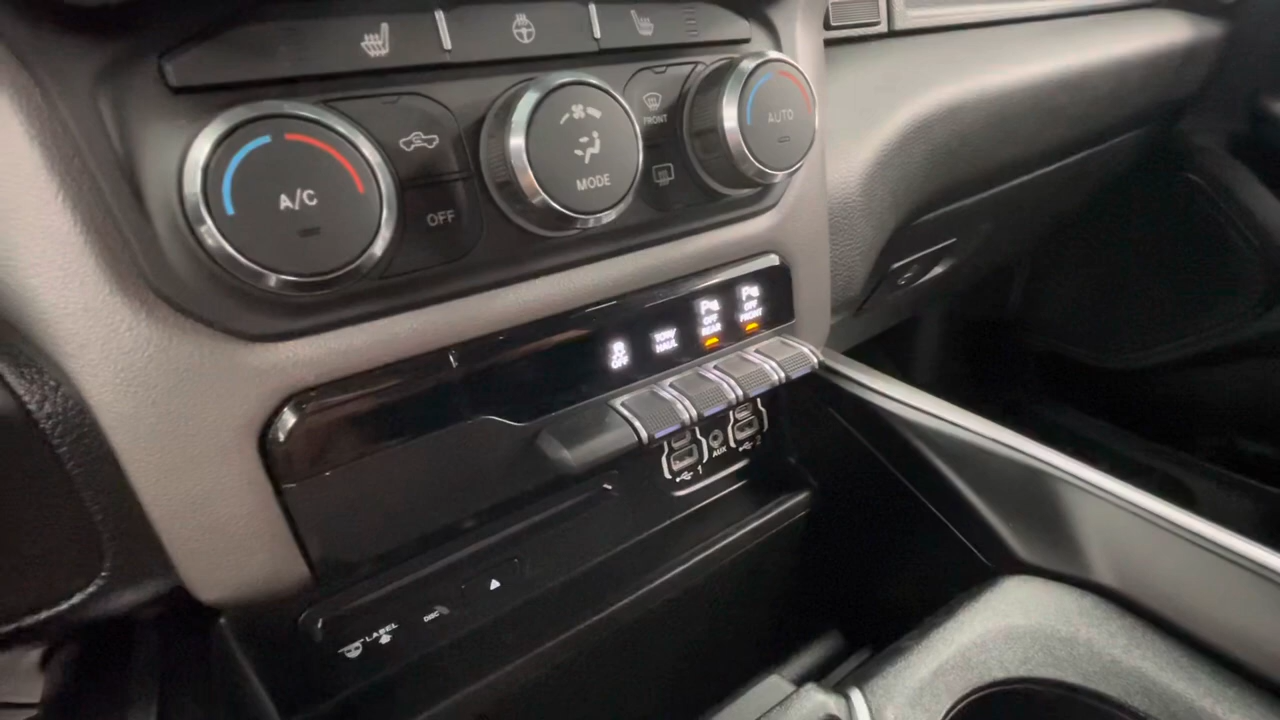 A/C
OFF
MODE
FRONT
AUTO
OFF
TOW/
HAUL
OFF
REAR
OFF
FRONT
1
AUX
2
LABEL
DISC